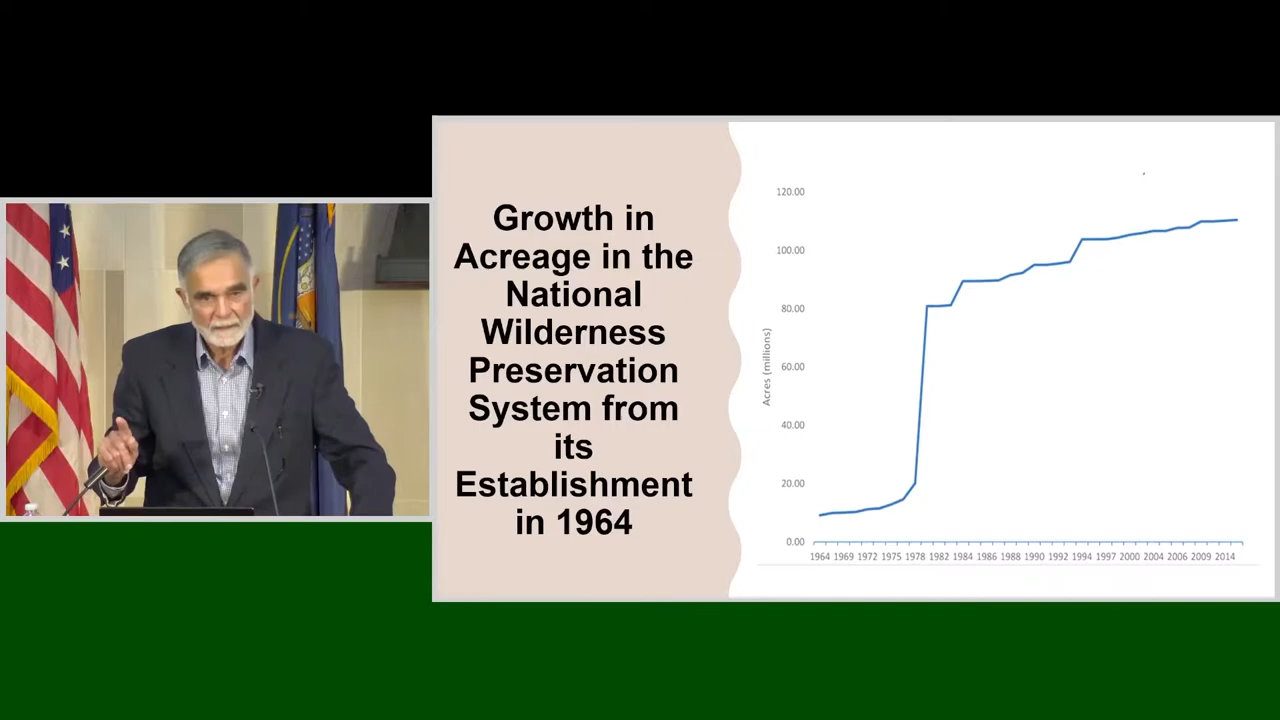 Growth in
Acreage in the
National
Wilderness
Preservation
System from
its
Establishment
in 1964
120.00
100.00
80.00
60.00
40.00
20.00
0.00
Acres (millions)
1964 1969 1972 1975 1978 1982 1984 1986 1988 1990 1992 1994 1997 2000 2004 2006 2009 2014